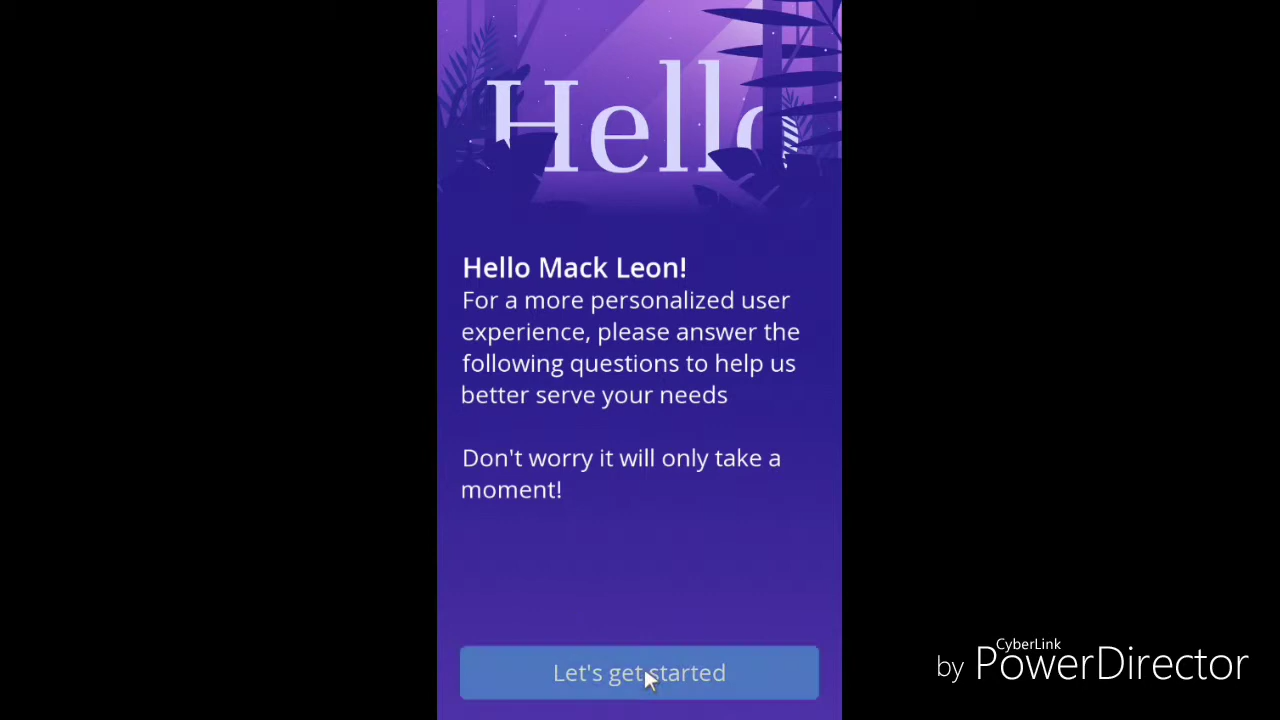 Hello
Hello Mack Leon!
For a more personalized user
experience, please answer the
following questions to help us
better serve your needs
Don't worry it will only take a
moment!
Let's get started
CyberLink
by PowerDirector